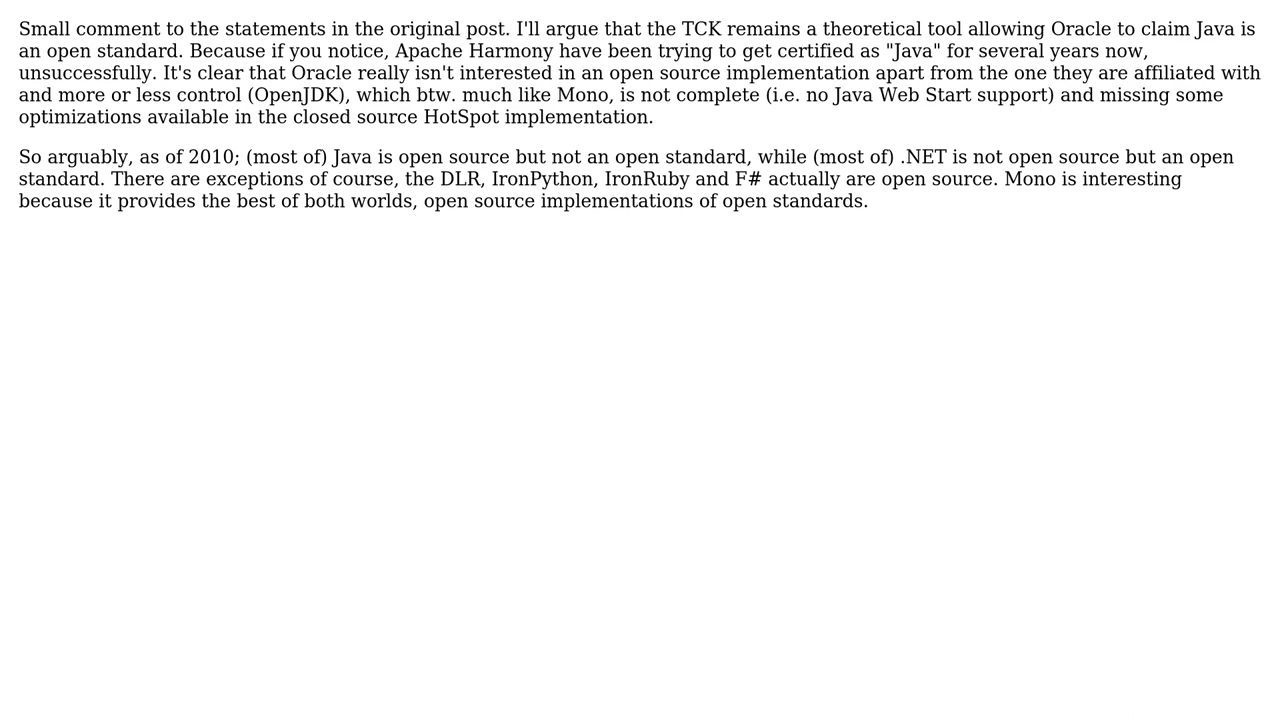 Small comment to the statements in the original post. I'll argue that the TCK remains a theoretical tool allowing Oracle to claim Java is
an open standard. Because if you notice, Apache Harmony have been trying to get certified as "Java" for several years now,
unsuccessfully. It's clear that Oracle really isn't interested in an open source implementation apart from the one they are affiliated with
and more or less control (OpenJDK), which btw. much like Mono, is not complete (i.e. no Java Web Start support) and missing some
optimizations available in the closed source HotSpot implementation.
So arguably, as of 2010; (most of) Java is open source but not an open standard, while (most of) .NET is not open source but an open
standard. There are exceptions of course, the DLR, IronPython, IronRuby and F# actually are open source. Mono is interesting
because it provides the best of both worlds, open source implementations of open standards.